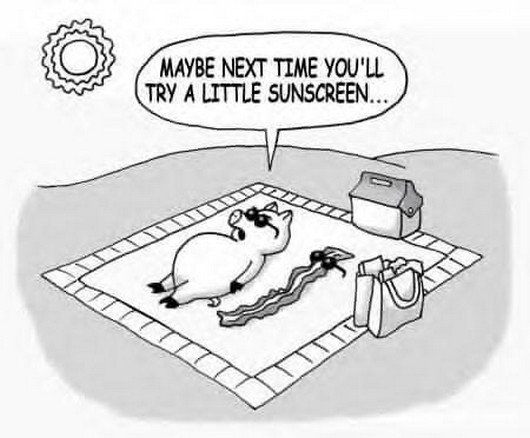 MAYBE NEXT TIME YOU'LL
TRY A LITTLE SUNSCREEN...